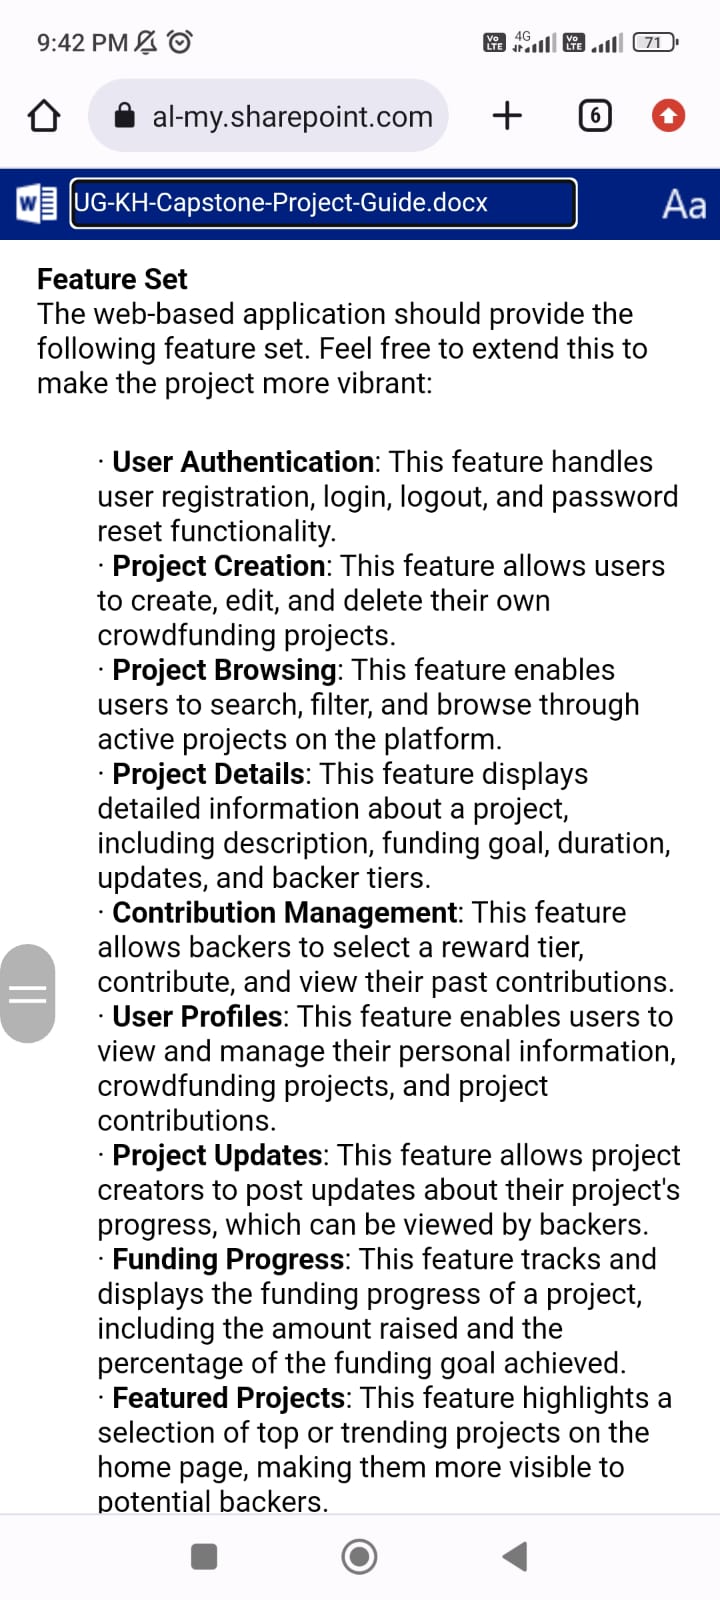 9:42 PM
Vo LTE 4G Vo LTE 71
al-my.sharepoint.com
6
W UG-KH-Capstone-Project-Guide.docx Aa
Feature Set
The web-based application should provide the
following feature set. Feel free to extend this to
make the project more vibrant:
· User Authentication: This feature handles
user registration, login, logout, and password
reset functionality.
· Project Creation: This feature allows users
to create, edit, and delete their own
crowdfunding projects.
· Project Browsing: This feature enables
users to search, filter, and browse through
active projects on the platform.
· Project Details: This feature displays
detailed information about a project,
including description, funding goal, duration,
updates, and backer tiers.
· Contribution Management: This feature
allows backers to select a reward tier,
contribute, and view their past contributions.
· User Profiles: This feature enables users to
view and manage their personal information,
crowdfunding projects, and project
contributions.
· Project Updates: This feature allows project
creators to post updates about their project's
progress, which can be viewed by backers.
· Funding Progress: This feature tracks and
displays the funding progress of a project,
including the amount raised and the
percentage of the funding goal achieved.
· Featured Projects: This feature highlights a
selection of top or trending projects on the
home page, making them more visible to
potential backers.